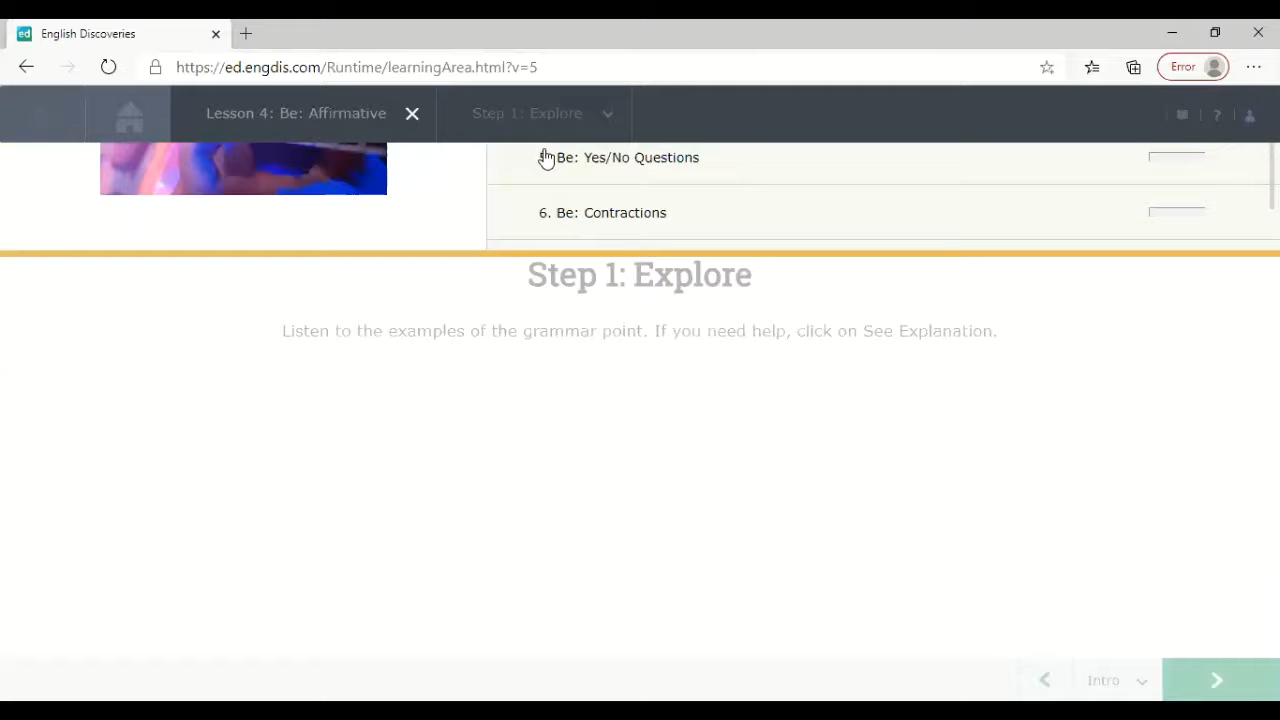 English Discoveries
https://ed.engdis.com/Runtime/learningArea.html?v=5
Error
Lesson 4: Be: Affirmative
Step 1: Explore
?
Be: Yes/No Questions
6. Be: Contractions
Step 1: Explore
Listen to the examples of the grammar point. If you need help, click on See Explanation.
Intro